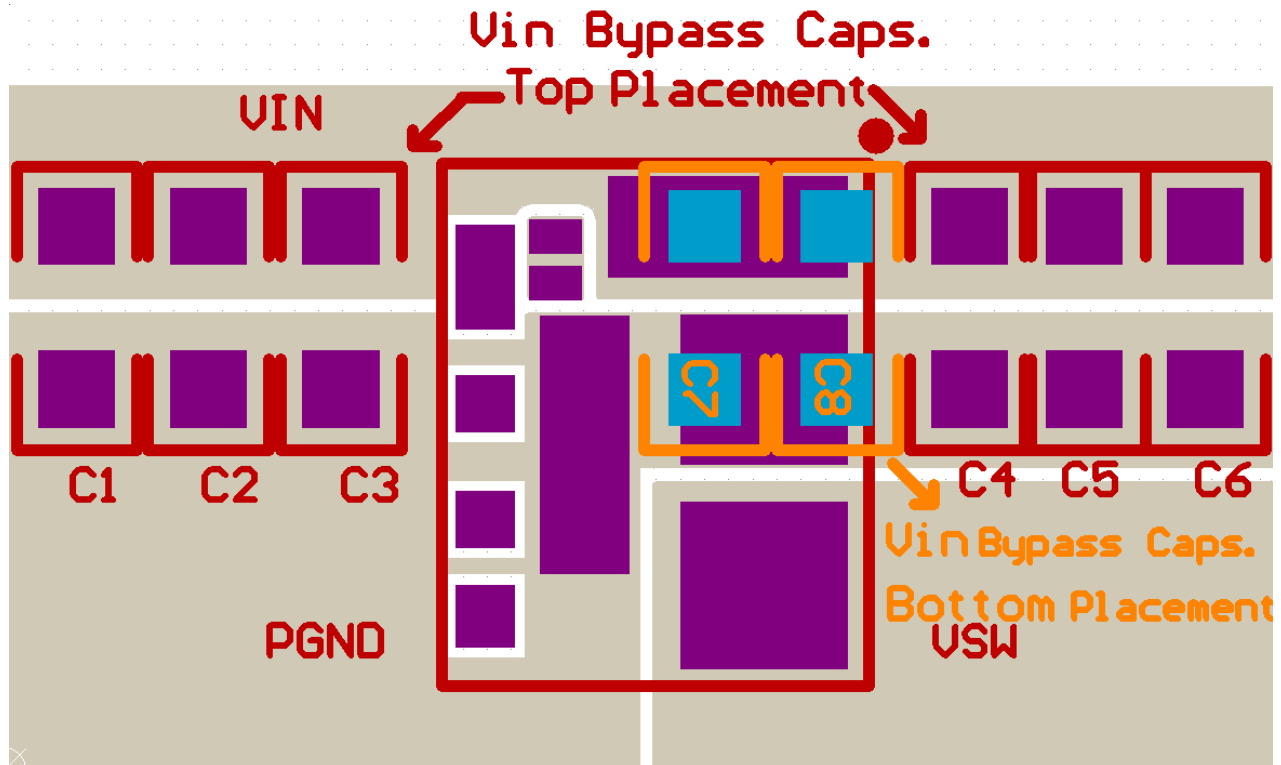 Vin Bypass Caps.
Top Placement
VIN
C7 C8
C1 C2 C3 C4 C5 C6
Vin Bypass Caps.
Bottom Placement
PGND VSW